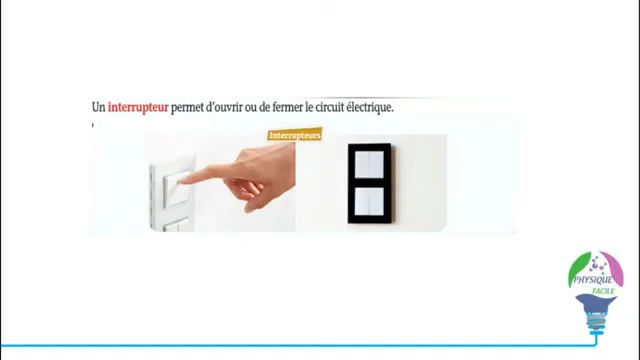 Un interrupteur permet d'ouvrir ou de fermer le circuit électrique.
Interrupteurs
PHYSIQUE
FACILE